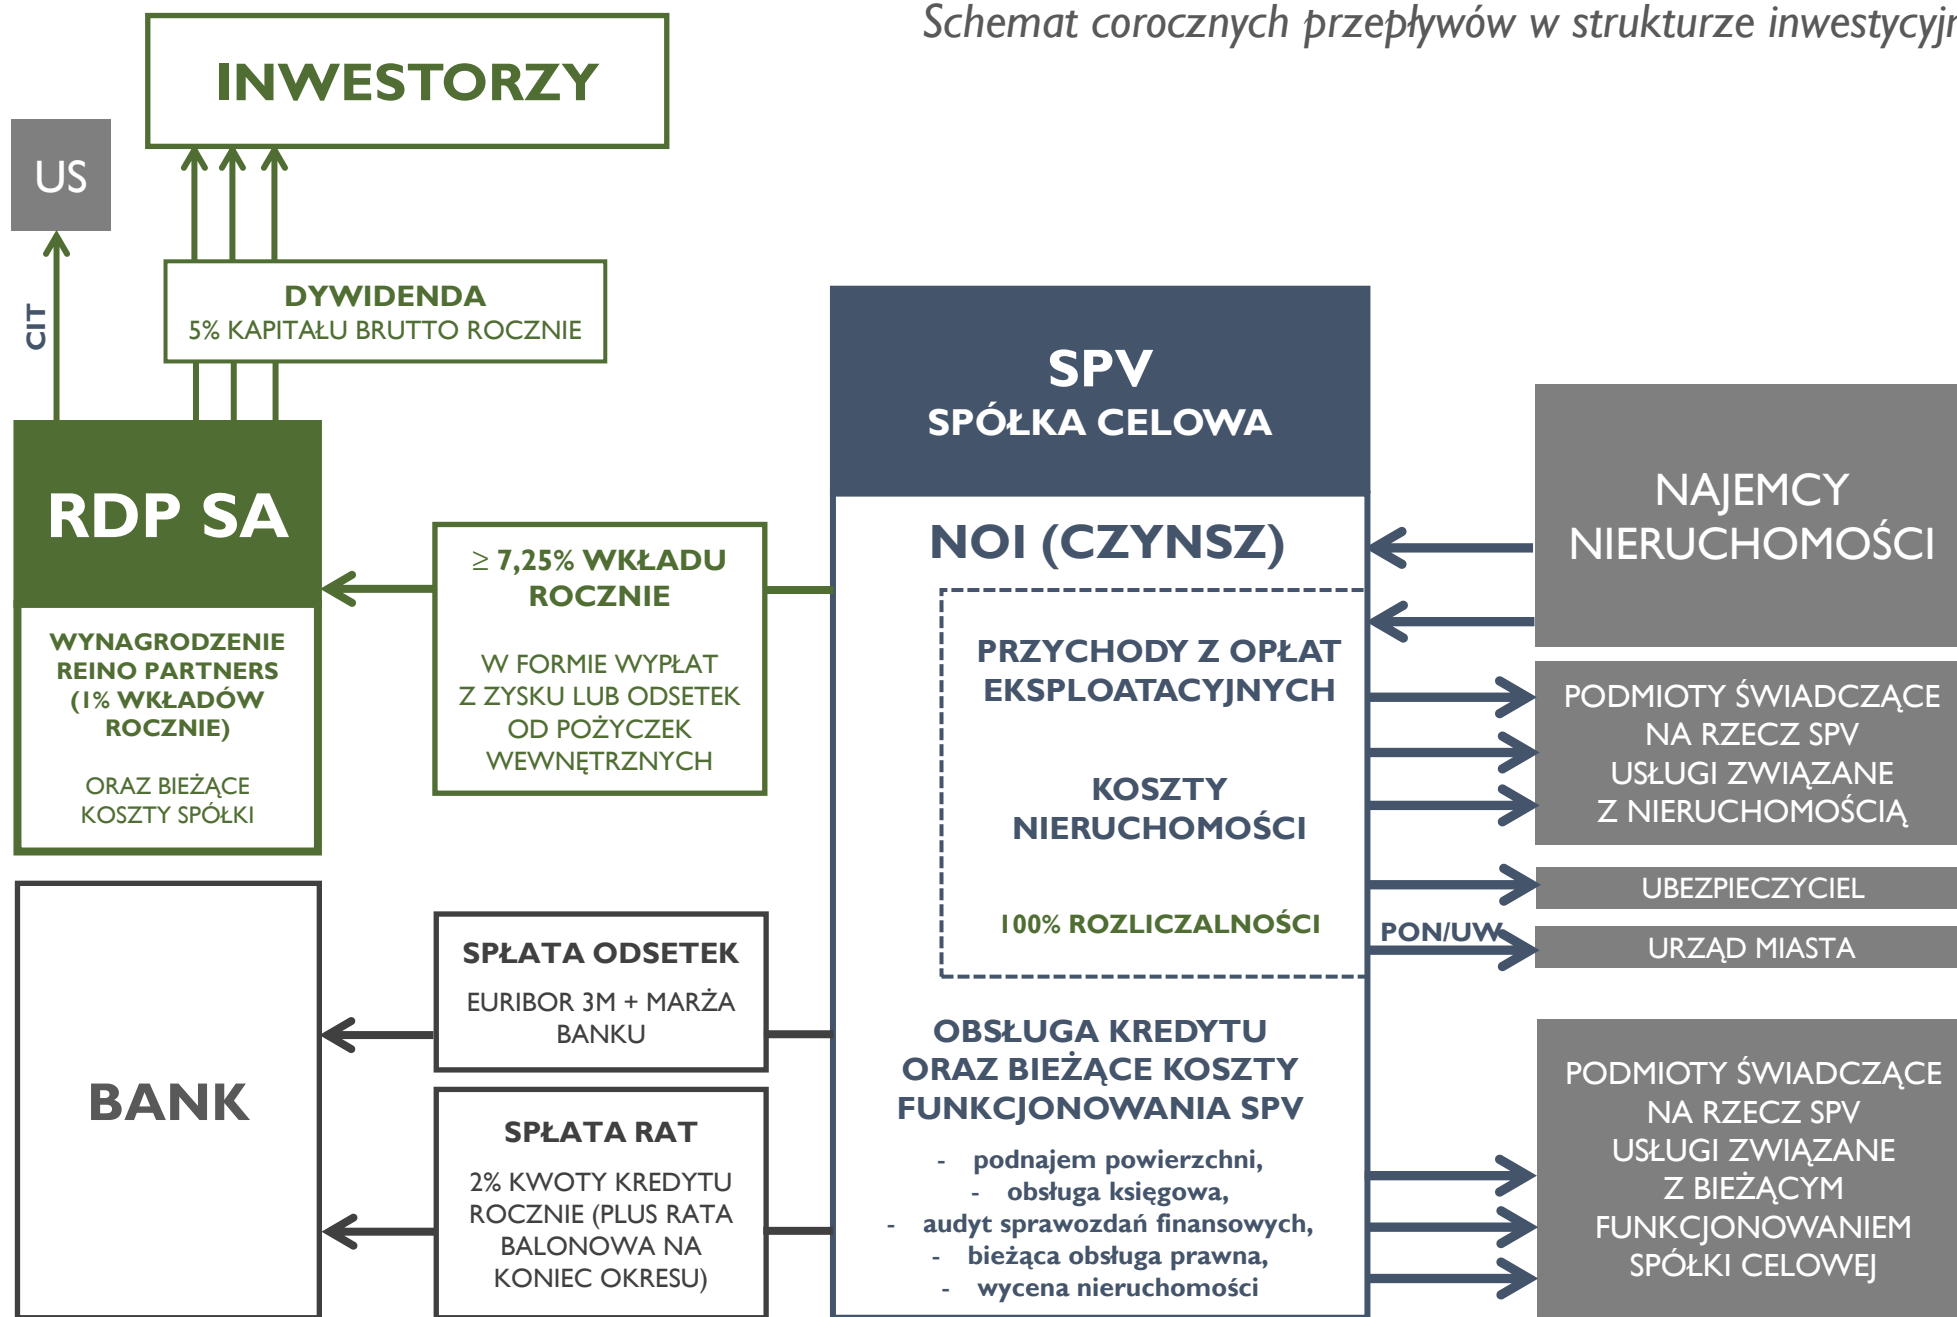 Schemat corocznych przepływów w strukturze
INWESTORZY
US
CIT
DYWIDENDA
5% KAPITAŁU BRUTTO ROCZNIE
RDP SA
WYNAGRODZENIE
REINO PARTNERS
(1% WKŁADÓW
ROCZNIE)
ORAZ BIEŻĄCE
KOSZTY SPÓŁKI
≥ 7,25% WKŁADU
ROCZNIE
W FORMIE WYPŁAT
Z ZYSKU LUB ODSETEK
OD POŻYCZEK
WEWNĘTRZNYCH
BANK
SPŁATA ODSETEK
EURIBOR 3M + MARŻA
BANKU
SPŁATA RAT
2% KWOTY KREDYTU
ROCZNIE (PLUS RATA
BALONOWA NA
KONIEC OKRESU)
SPV
SPÓŁKA CELOWA
NOI (CZYNSZ)
PRZYCHODY Z OPŁAT
EKSPLOATACYJNYCH
KOSZTY
NIERUCHOMOŚCI
100% ROZLICZALNOŚCI
OBSŁUGA KREDYTU
ORAZ BIEŻĄCE KOSZTY
FUNKCJONOWANIA SPV
- podnajem powierzchni,
- obsługa księgowa,
- audyt sprawozdań finansowych,
- bieżąca obsługa prawna,
- wycena nieruchomości
NAJEMCY
NIERUCHOMOŚCI
PODMIOTY ŚWIADCZĄCE
NA RZECZ SPV
USŁUGI ZWIĄZANE
Z NIERUCHOMOŚCIĄ
UBEZPIECZYCIEL
PON/UW
URZĄD MIASTA
PODMIOTY ŚWIADCZĄCE
NA RZECZ SPV
USŁUGI ZWIĄZANE
Z BIEŻĄCYM
FUNKCJONOWANIEM
SPÓŁKI CELOWEJ